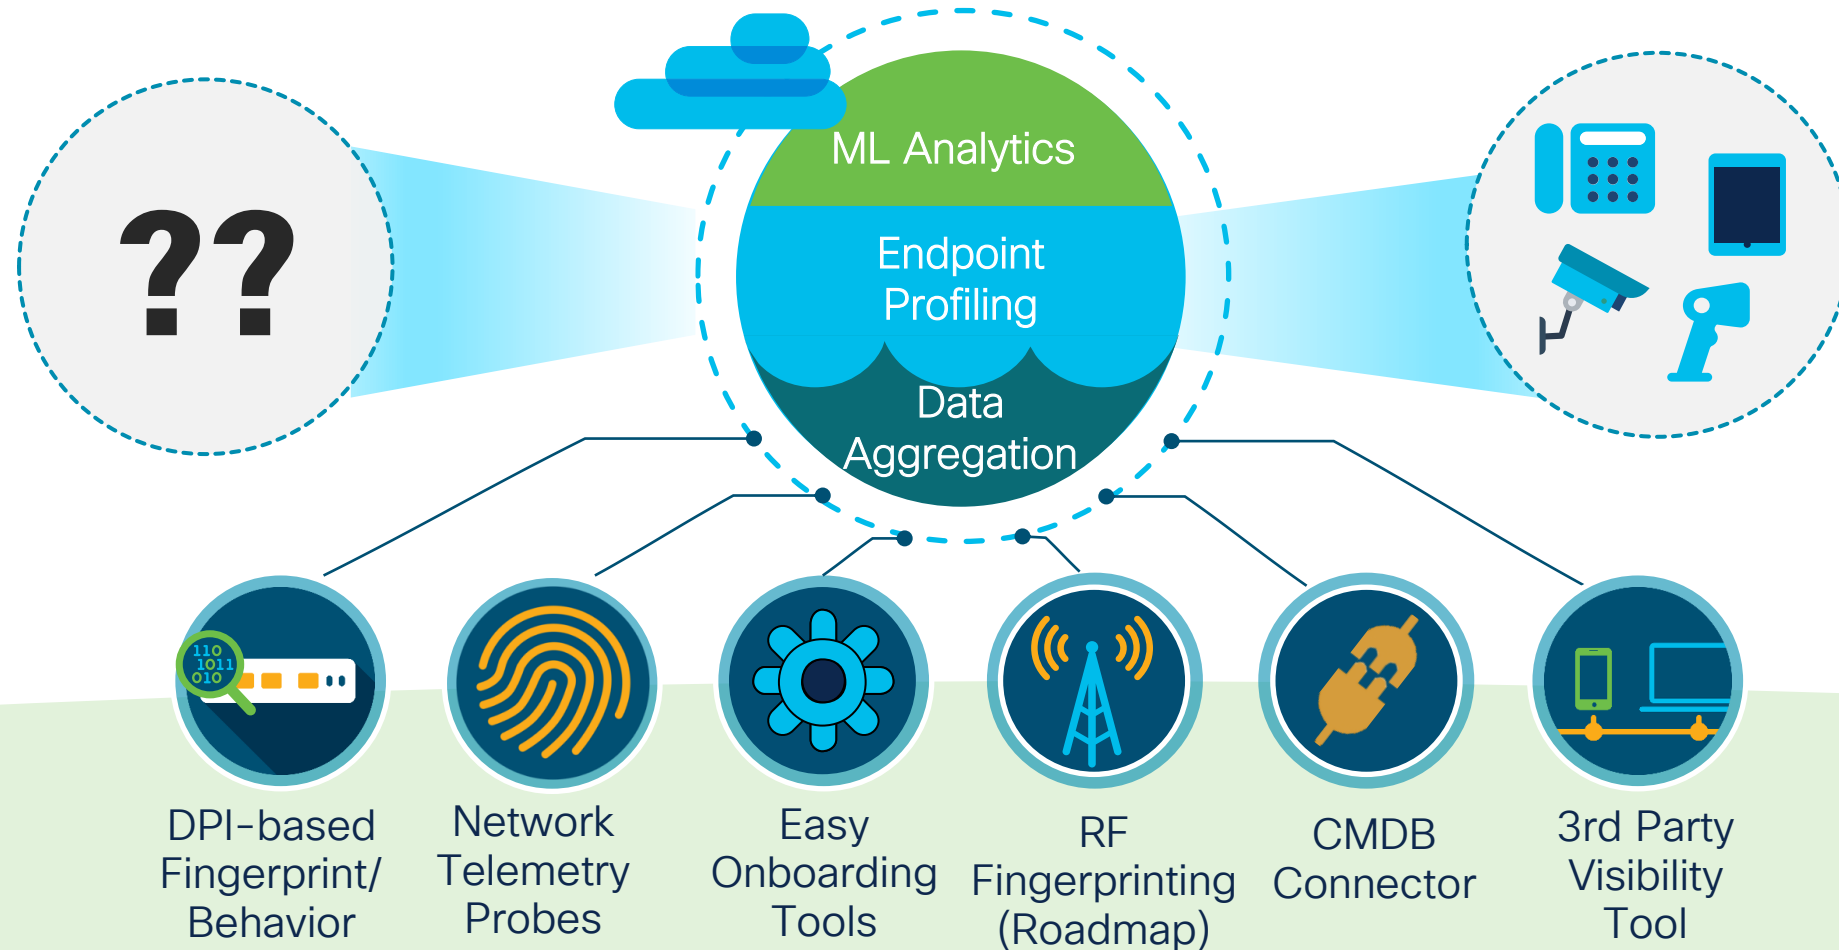 ??
ML Analytics
Endpoint
Profiling
Data
Aggregation
110
1011
010
DPI-based
Fingerprint/
Behavior
Network
Telemetry
Probes
Easy
Onboarding
Tools
RF
Fingerprinting
(Roadmap)
CMDB
Connector
3rd Party
Visibility
Tool